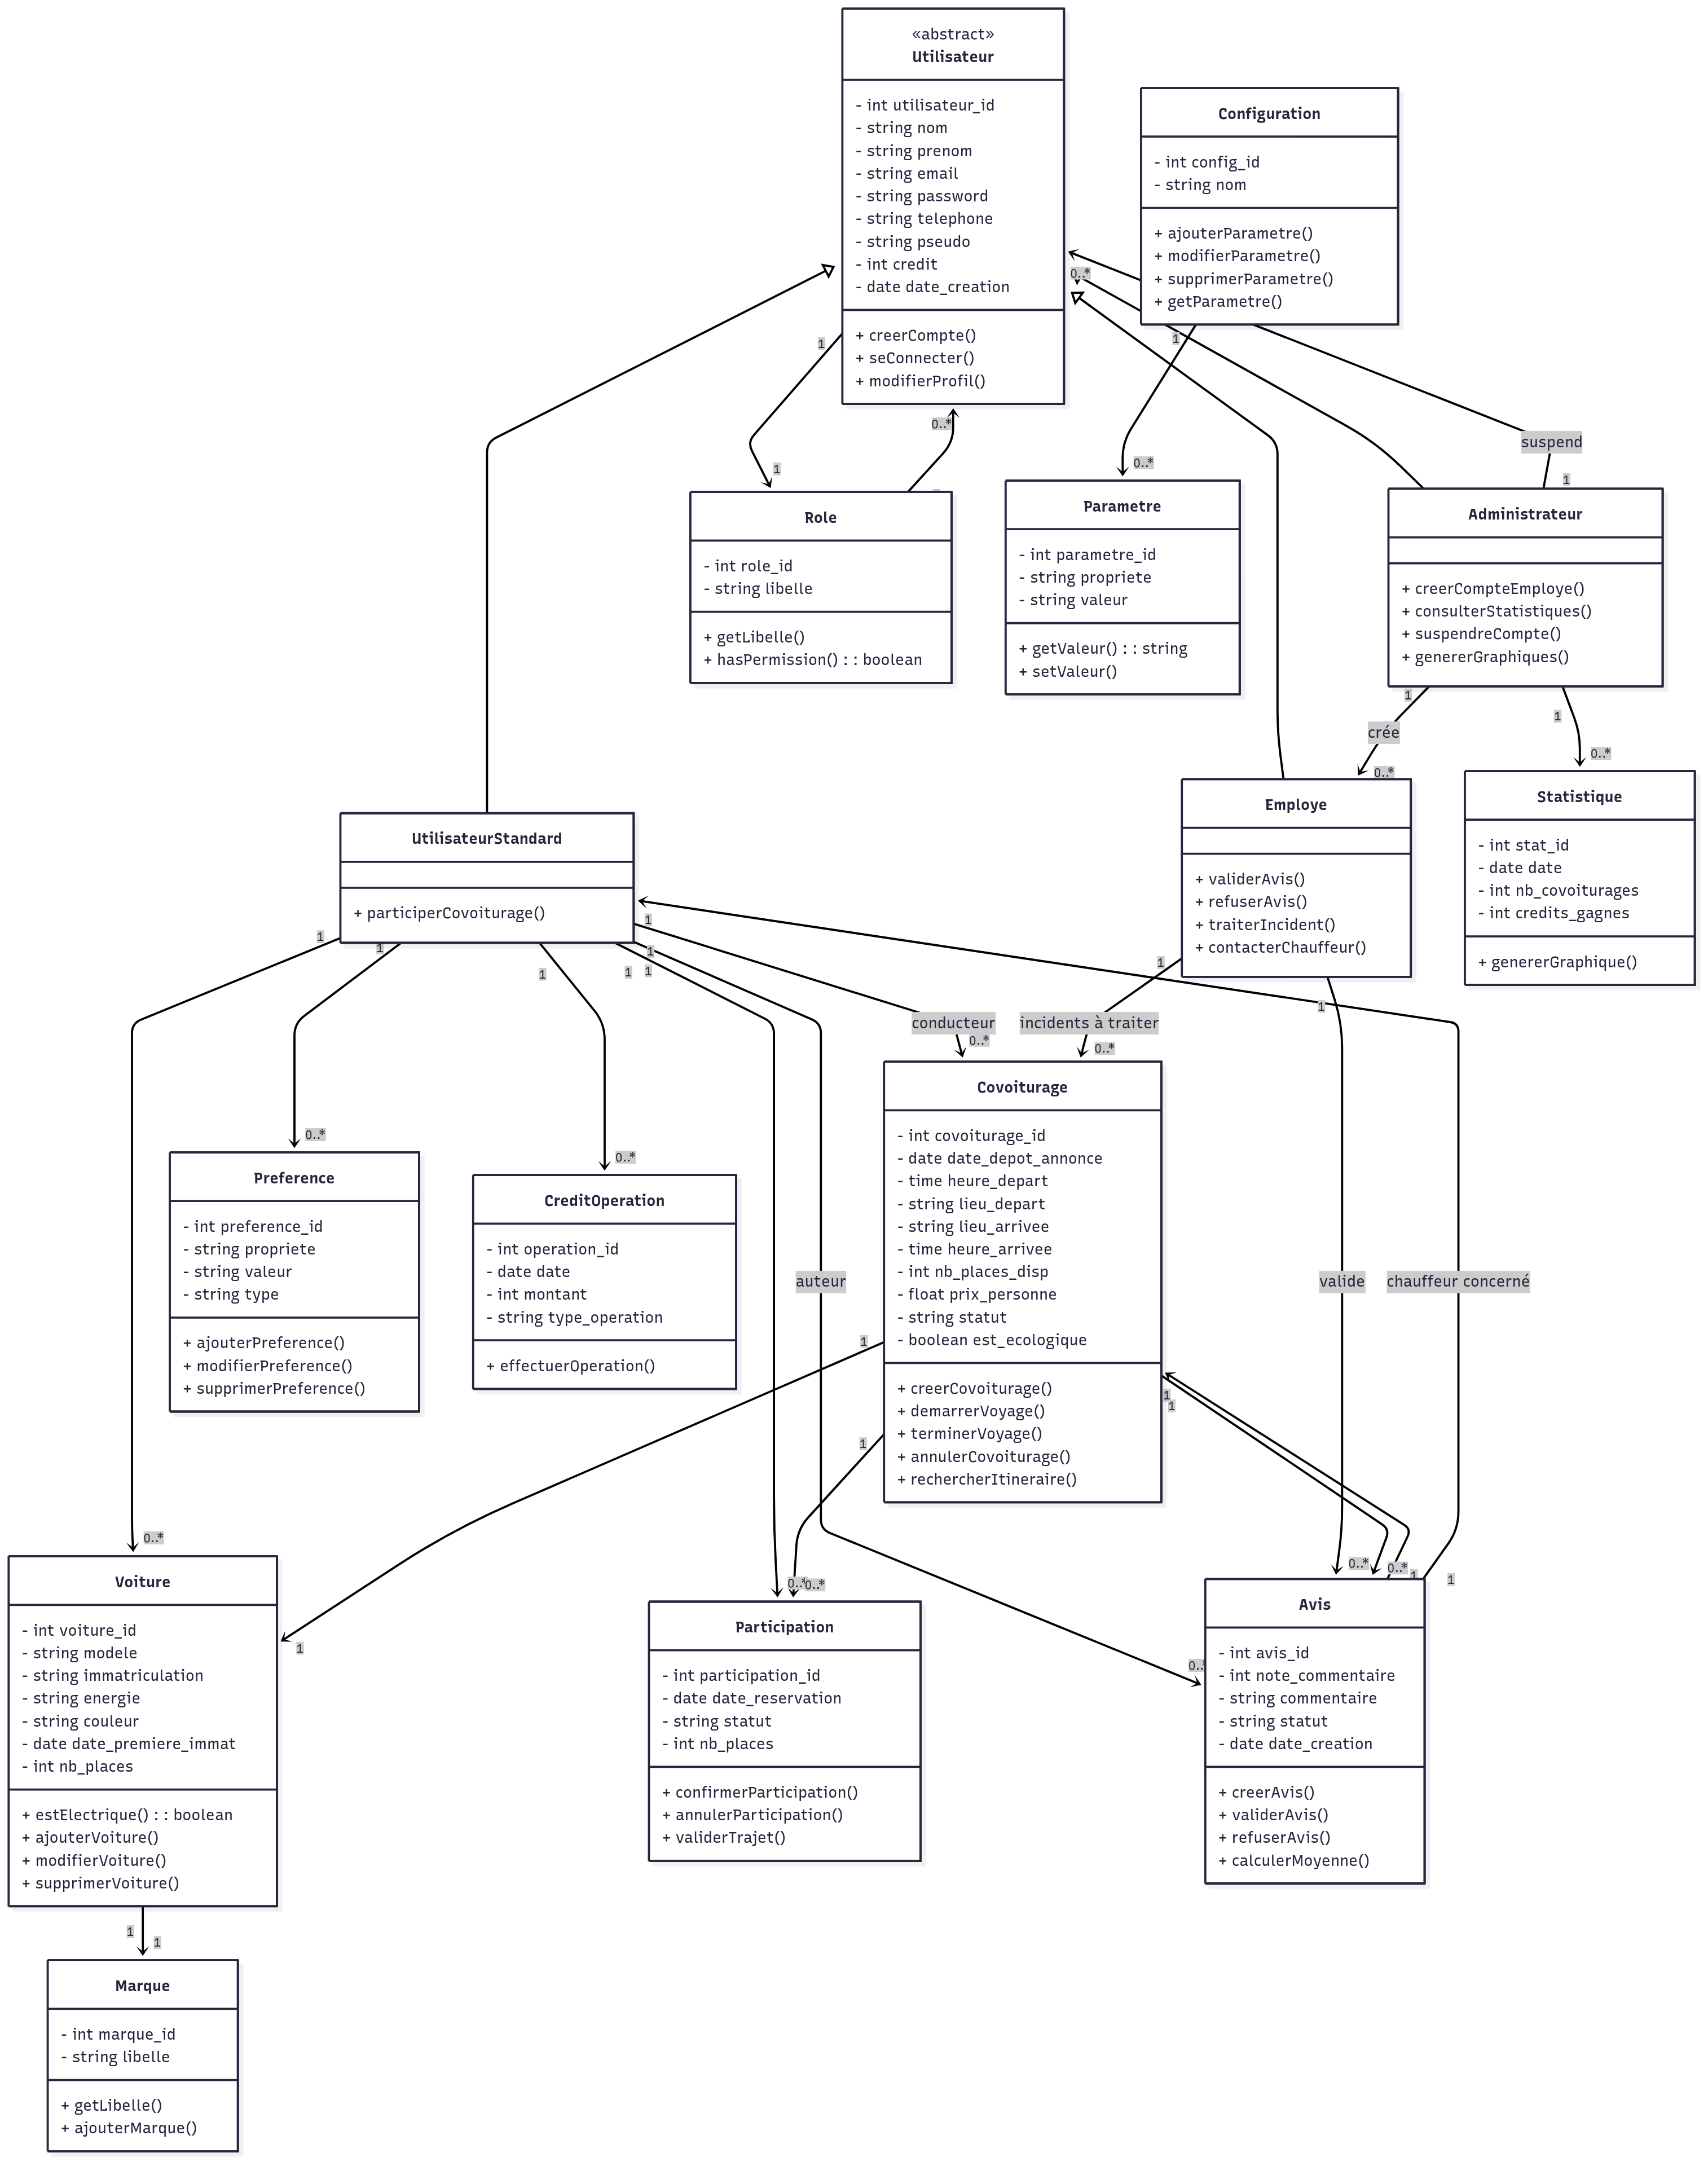 «abstract»
Utilisateur
- int utilisateur_id
- string nom
- string prenom
- string email
- string password
- string telephone
- string pseudo
- int credit
- date date_creation
+ creerCompte()
+ seConnecter()
+ modifierProfil()
Configuration
- int config_id
- string nom
+ ajouterParametre()
+ modifierParametre()
+ supprimerParametre()
+ getParametre()
0..*
1
1
0..*
1
0..*
suspend
1
Role
- int role_id
- string libelle
+ getLibelle()
+ hasPermission() : : boolean
Parametre
- int parametre_id
- string propriete
- string valeur
+ getValeur() : : string
+ setValeur()
Administrateur
+ creerCompteEmploye()
+ consulterStatistiques()
+ suspendreCompte()
+ genererGraphiques()
1
crée
0..*
1
0..*
UtilisateurStandard
+ participerCovoiturage()
Employe
+ validerAvis()
+ refuserAvis()
+ traiterIncident()
+ contacterChauffeur()
Statistique
- int stat_id
- date date
- int nb_covoiturages
- int credits_gagnes
+ genererGraphique()
1
1
1
1
1
1
1
1
1
conducteur
0..*
incidents à traiter
0..*
0..*
0..*
Preference
- int preference_id
- string propriete
- string valeur
- string type
+ ajouterPreference()
+ modifierPreference()
+ supprimerPreference()
CreditOperation
- int operation_id
- date date
- int montant
- string type_operation
+ effectuerOperation()
auteur
Covoiturage
- int covoiturage_id
- date date_depot_annonce
- time heure_depart
- string lieu_depart
- string lieu_arrivee
- time heure_arrivee
- int nb_places_disp
- float prix_personne
- string statut
- boolean est_ecologique
+ creerCovoiturage()
+ demarrerVoyage()
+ terminerVoyage()
+ annulerCovoiturage()
+ rechercherItineraire()
valide
chauffeur concerné
1
1
1
1
0..*
0..*
0..*
0..*
0..*
1
1
Voiture
- int voiture_id
- string modele
- string immatriculation
- string energie
- string couleur
- date date_premiere_immat
- int nb_places
+ estElectrique() : : boolean
+ ajouterVoiture()
+ modifierVoiture()
+ supprimerVoiture()
1
Participation
- int participation_id
- date date_reservation
- string statut
- int nb_places
+ confirmerParticipation()
+ annulerParticipation()
+ validerTrajet()
Avis
- int avis_id
- int note_commentaire
- string commentaire
- string statut
- date date_creation
+ creerAvis()
+ validerAvis()
+ refuserAvis()
+ calculerMoyenne()
1
1
Marque
- int marque_id
- string libelle
+ getLibelle()
+ ajouterMarque()